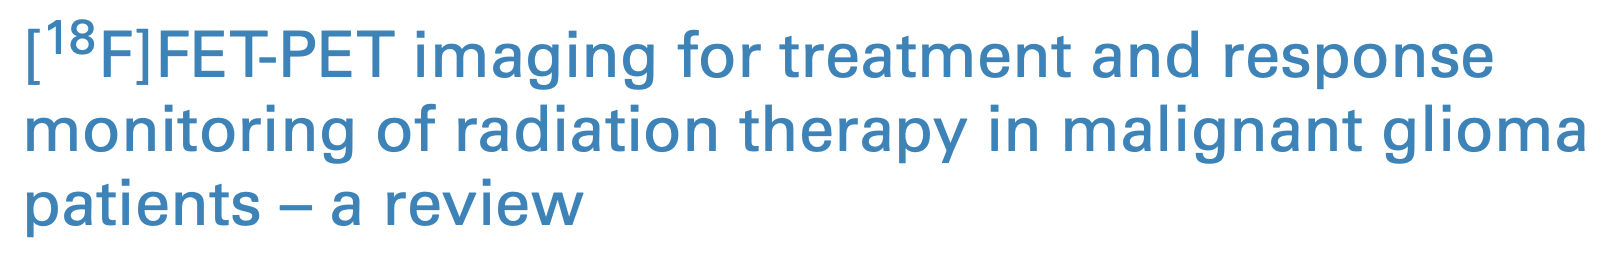 [¹⁸F]FET-PET imaging for treatment and response
monitoring of radiation therapy in malignant glioma
patients – a review